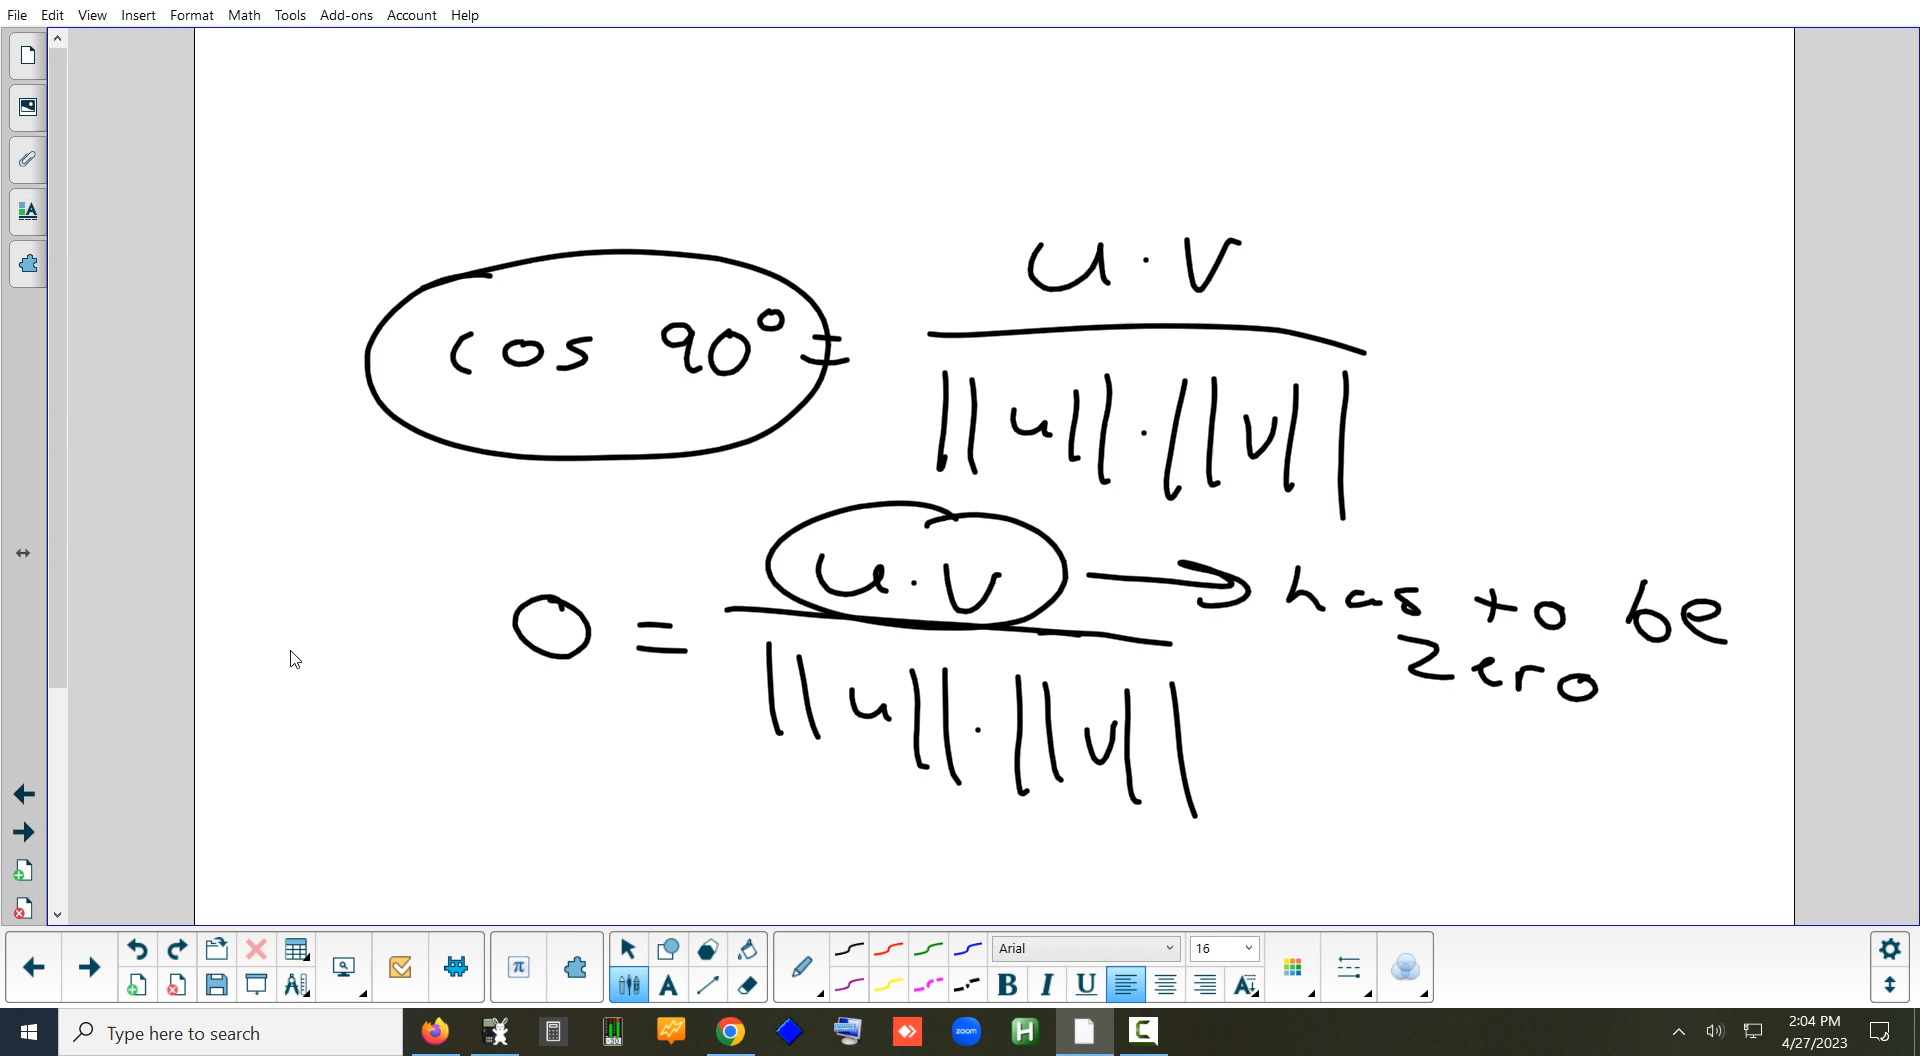 File Edit View Insert Format Math Tools Add-ons Account Help
cos 90° = u · v
||u|| · ||v||
0 = u · v → has to be
zero
||u|| · ||v||
Arial 16
B I U
Type here to search
zoom
2:04 PM
4/27/2023